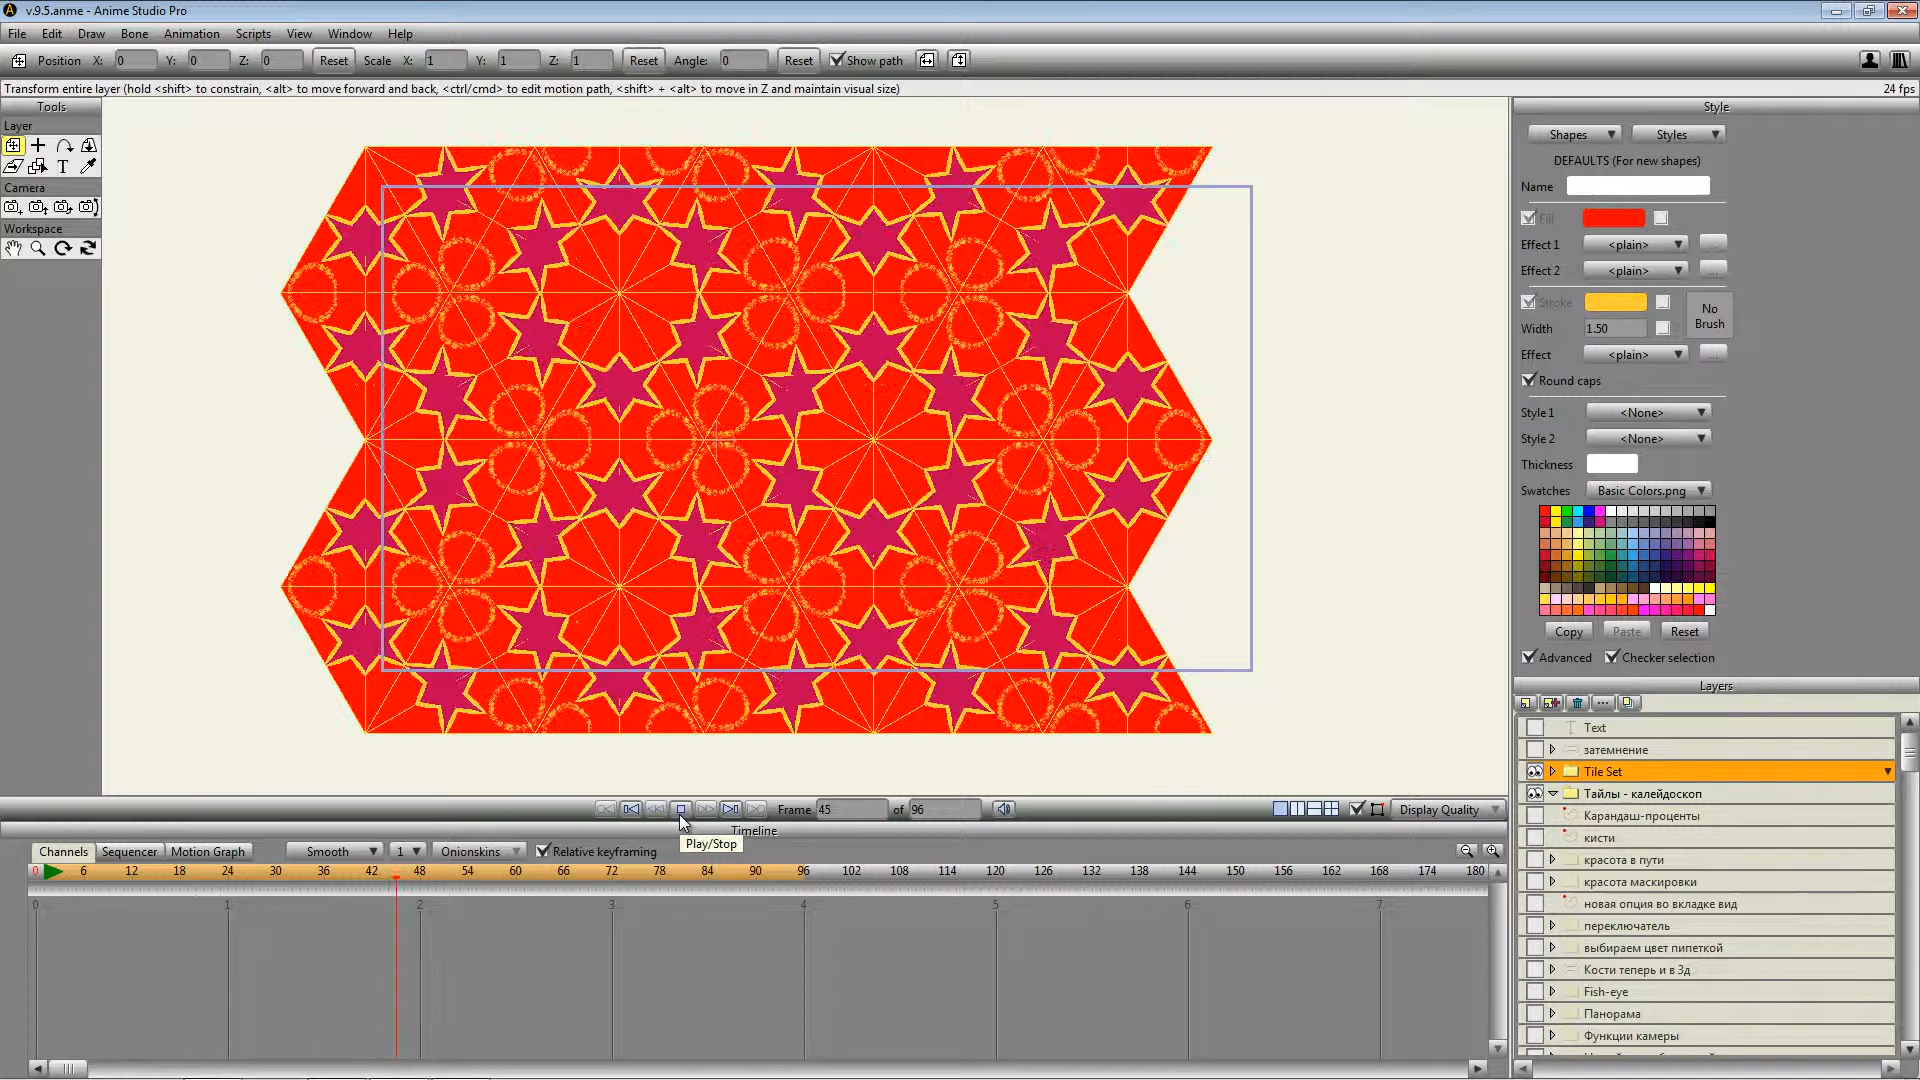 v.9.5.anme - Anime Studio Pro
File Edit Draw Bone Animation Scripts View Window Help
Position X: 0 Y: 0 Z: 0 Reset Scale X: 1 Y: 1 Z: 1 Reset Angle: 0 Reset Show path
Transform entire layer (hold <shift> to constrain, <alt> to move forward and back, <ctrl/cmd> to edit motion path, <shift> + <alt> to move in Z and maintain visual size) 24 fps
Tools
Layer
Camera
Workspace
Style
Shapes Styles
DEFAULTS (For new shapes)
Name
Fill
Effect 1 <plain> ...
Effect 2 <plain> ...
Stroke
No Brush
Width 1.50
Effect <plain> ...
Round caps
Style 1 <None>
Style 2 <None>
Thickness
Swatches Basic Colors.png
Copy Paste Reset
Advanced Checker selection
Layers
Text
затемнение
Tile Set
Тайлы - калейдоскоп
Карандаш-проценты
кисти
красота в пути
красота маскировки
новая опция во вкладке вид
переключатель
выбираем цвет пипеткой
Кости теперь и в 3д
Fish-eye
Панорама
Функции камеры
Frame 45 of 96 Display Quality
Timeline
Play/Stop
Channels Sequencer Motion Graph Smooth 1 Onionskins Relative keyframing
0 6 12 18 24 30 36 42 48 54 60 66 72 78 84 90 96 102 108 114 120 126 132 138 144 150 156 162 168 174 180
0 1 2 3 4 5 6 7